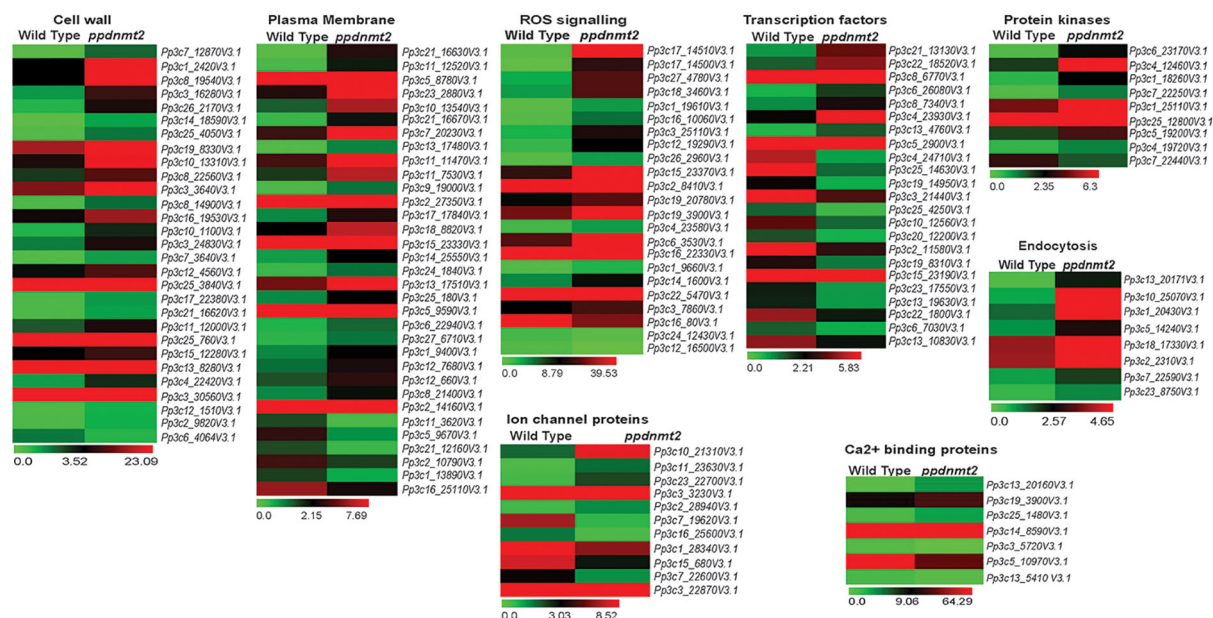 Cell wall
Wild Type ppdnmt2
Pp3c7_12870V3.1
Pp3c1_2420V3.1
Pp3c8_19540V3.1
Pp3c3_16280V3.1
Pp3c26_2170V3.1
Pp3c14_18590V3.1
Pp3c25_4050V3.1
Pp3c19_8330V3.1
Pp3c10_13310V3.1
Pp3c8_22560V3.1
Pp3c3_3640V3.1
Pp3c8_14900V3.1
Pp3c16_19530V3.1
Pp3c10_1100V3.1
Pp3c3_24830V3.1
Pp3c7_3640V3.1
Pp3c12_4560V3.1
Pp3c25_3840V3.1
Pp3c17_22380V3.1
Pp3c21_16620V3.1
Pp3c11_12000V3.1
Pp3c25_760V3.1
Pp3c15_12280V3.1
Pp3c13_8280V3.1
Pp3c4_22420V3.1
Pp3c3_30560V3.1
Pp3c12_1510V3.1
Pp3c2_9820V3.1
Pp3c6_4064V3.1
0.0 3.52 23.09
Plasma Membrane
Wild Type ppdnmt2
Pp3c21_16630V3.1
Pp3c11_12520V3.1
Pp3c5_8780V3.1
Pp3c23_2880V3.1
Pp3c10_13540V3.1
Pp3c21_16670V3.1
Pp3c7_20230V3.1
Pp3c13_17480V3.1
Pp3c11_11470V3.1
Pp3c11_7530V3.1
Pp3c9_19000V3.1
Pp3c2_27350V3.1
Pp3c17_17840V3.1
Pp3c18_8820V3.1
Pp3c15_23330V3.1
Pp3c14_25550V3.1
Pp3c24_1840V3.1
Pp3c13_17510V3.1
Pp3c25_180V3.1
Pp3c5_9590V3.1
Pp3c6_22940V3.1
Pp3c27_6710V3.1
Pp3c1_9400V3.1
Pp3c12_7680V3.1
Pp3c12_660V3.1
Pp3c8_21400V3.1
Pp3c2_14160V3.1
Pp3c11_3620V3.1
Pp3c5_9670V3.1
Pp3c21_12160V3.1
Pp3c2_10790V3.1
Pp3c1_13890V3.1
Pp3c16_25110V3.1
0.0 2.15 7.69
ROS signalling
Wild Type ppdnmt2
Pp3c17_14510V3.1
Pp3c17_14500V3.1
Pp3c27_4780V3.1
Pp3c18_3460V3.1
Pp3c1_19610V3.1
Pp3c16_10060V3.1
Pp3c3_25110V3.1
Pp3c12_19290V3.1
Pp3c26_2960V3.1
Pp3c15_23370V3.1
Pp3c2_8410V3.1
Pp3c19_20780V3.1
Pp3c19_3900V3.1
Pp3c4_23580V3.1
Pp3c6_3530V3.1
Pp3c16_22330V3.1
Pp3c1_9660V3.1
Pp3c14_1600V3.1
Pp3c22_5470V3.1
Pp3c3_7860V3.1
Pp3c16_80V3.1
Pp3c24_12430V3.1
Pp3c12_16500V3.1
0.0 8.79 39.53
Transcription factors
Wild Type ppdnmt2
Pp3c21_13130V3.1
Pp3c22_18520V3.1
Pp3c8_6770V3.1
Pp3c6_26080V3.1
Pp3c8_7340V3.1
Pp3c4_23930V3.1
Pp3c13_4760V3.1
Pp3c5_2900V3.1
Pp3c4_24710V3.1
Pp3c25_14630V3.1
Pp3c19_14950V3.1
Pp3c3_21440V3.1
Pp3c25_4250V3.1
Pp3c10_12560V3.1
Pp3c20_12200V3.1
Pp3c2_11580V3.1
Pp3c19_8310V3.1
Pp3c15_23190V3.1
Pp3c23_17550V3.1
Pp3c13_19630V3.1
Pp3c22_1800V3.1
Pp3c6_7030V3.1
Pp3c13_10830V3.1
0.0 2.21 5.83
Protein kinases
Wild Type ppdnmt2
Pp3c6_23170V3.1
Pp3c4_12460V3.1
Pp3c1_18260V3.1
Pp3c7_22250V3.1
Pp3c1_25110V3.1
Pp3c25_12800V3.1
Pp3c5_19200V3.1
Pp3c4_19720V3.1
Pp3c7_22440V3.1
0.0 2.35 6.3
Endocytosis
Wild Type ppdnmt2
Pp3c13_20171V3.1
Pp3c10_25070V3.1
Pp3c1_20430V3.1
Pp3c5_14240V3.1
Pp3c18_17330V3.1
Pp3c2_2310V3.1
Pp3c7_22590V3.1
Pp3c23_8750V3.1
0.0 2.57 4.65
Ion channel proteins
Wild Type ppdnmt2
Pp3c10_21310V3.1
Pp3c11_23630V3.1
Pp3c23_22700V3.1
Pp3c3_3230V3.1
Pp3c2_28940V3.1
Pp3c7_19620V3.1
Pp3c16_25600V3.1
Pp3c1_28340V3.1
Pp3c15_680V3.1
Pp3c7_22600V3.1
Pp3c3_22870V3.1
0.0 3.03 8.52
Ca2+ binding proteins
Wild Type ppdnmt2
Pp3c13_20160V3.1
Pp3c19_3900V3.1
Pp3c25_1480V3.1
Pp3c14_8590V3.1
Pp3c3_5720V3.1
Pp3c5_10970V3.1
Pp3c13_5410 V3.1
0.0 9.06 64.29